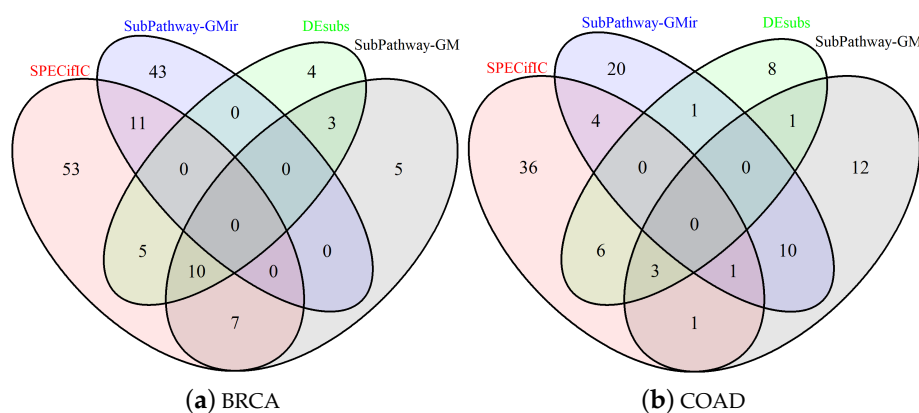 SubPathway-GMir DEsubs
SubPathway-GM
SPECifIC
43 4
11 0 3
53 0 0 5
0
5 10 0 0
7
(a) BRCA
SubPathway-GMir DEsubs
SubPathway-GM
SPECifIC
20 8
4 1 1
36 0 0 12
0
6 3 1 10
1
(b) COAD